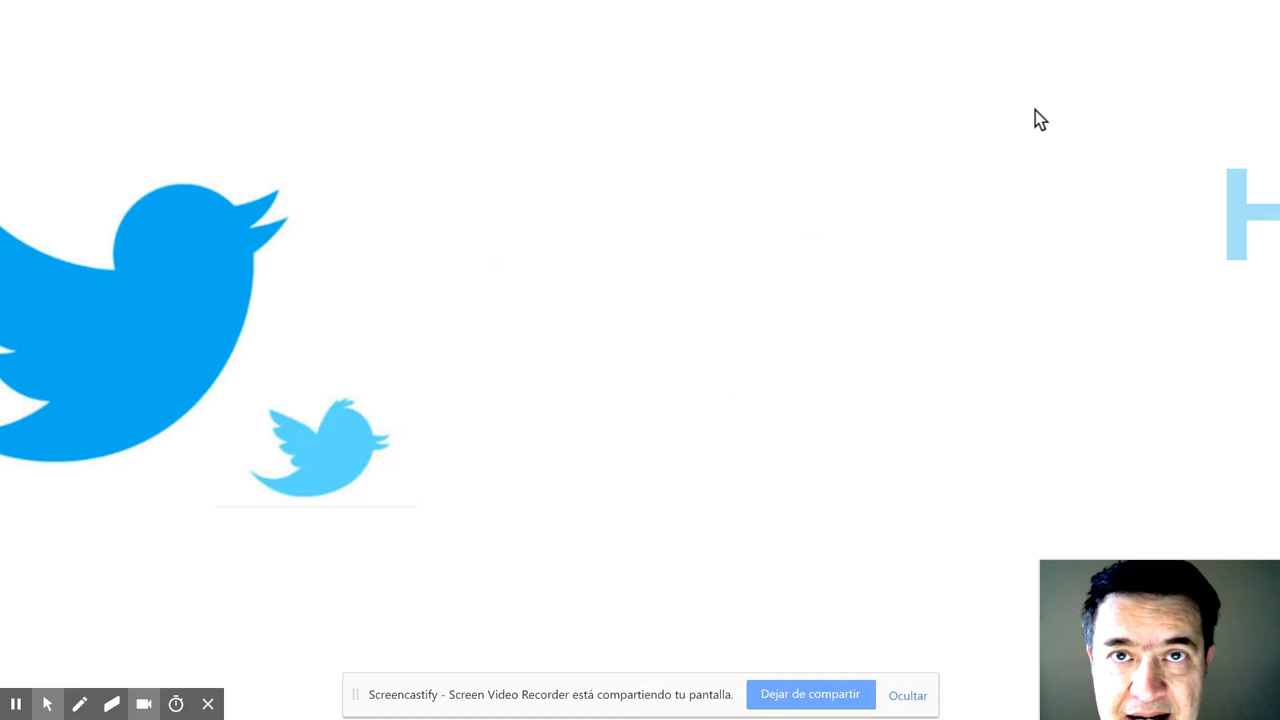 H
Screencastify - Screen Video Recorder está compartiendo tu pantalla.
Dejar de compartir
Ocultar